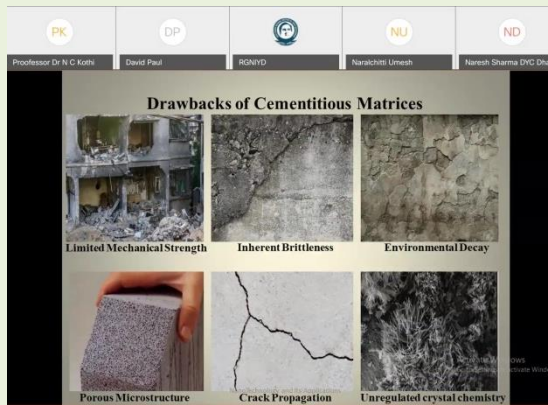 PK
DP
NU
ND
Proofessor Dr N C Kothi
David Paul
RGNIYD
Naralchitti Umesh
Naresh Sharma DYC Dha
Drawbacks of Cementitious Matrices
Limited Mechanical Strength
Inherent Brittleness
Environmental Decay
Porous Microstructure
Crack Propagation
Unregulated crystal chemistry